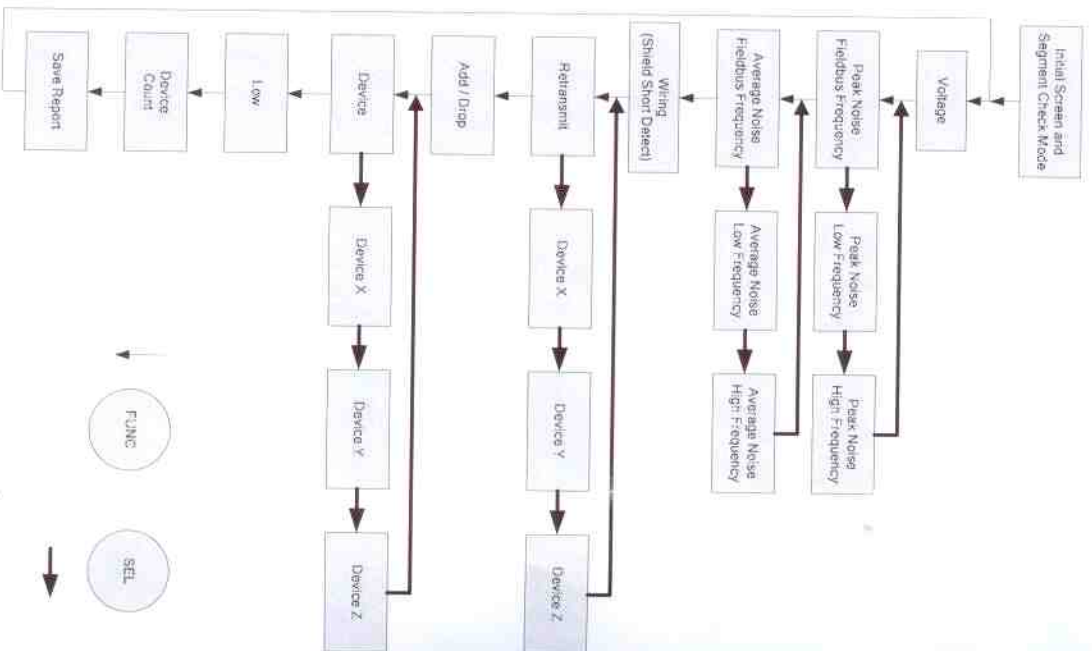 Initial Screen and
Segment Check Mode
Voltage
Peak Noise
Fieldbus Frequency
Peak Noise
Low Frequency
Peak Noise
High Frequency
Average Noise
Fieldbus Frequency
Average Noise
Low Frequency
Average Noise
High Frequency
Wiring
(Shield Short Detect)
Retransmit
Device X
Device Y
Device Z
Add / Drop
Device
Device X
Device Y
Device Z
Low
Device
Count
FUNC
SEL
Save Report